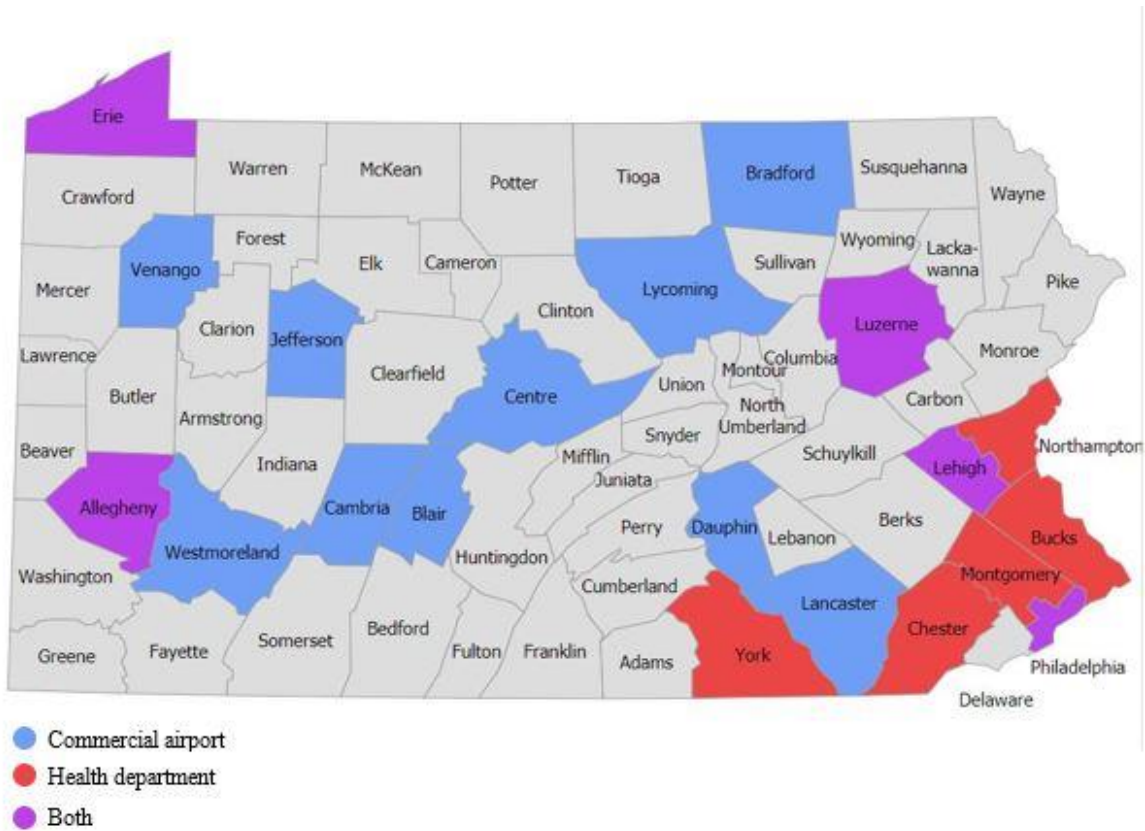 Erie
Warren
McKean
Potter
Tioga
Bradford
Susquehanna
Wayne
Crawford
Forest
Elk
Cameron
Sullivan
Wyoming
Lacka-
wanna
Pike
Mercer
Venango
Clarion
Jefferson
Clinton
Lycoming
Luzerne
Monroe
Lawrence
Butler
Armstrong
Clearfield
Centre
Union
Montour
Columbia
Carbon
Beaver
Indiana
Snyder
North
Umberland
Northampton
Mifflin
Juniata
Schuylkill
Lehigh
Allegheny
Westmoreland
Cambria
Blair
Huntingdon
Perry
Dauphin
Lebanon
Berks
Bucks
Washington
Cumberland
Lancaster
Montgomery
Greene
Fayette
Somerset
Bedford
Fulton
Franklin
Adams
York
Chester
Philadelphia
Delaware
Commercial airport
Health department
Both